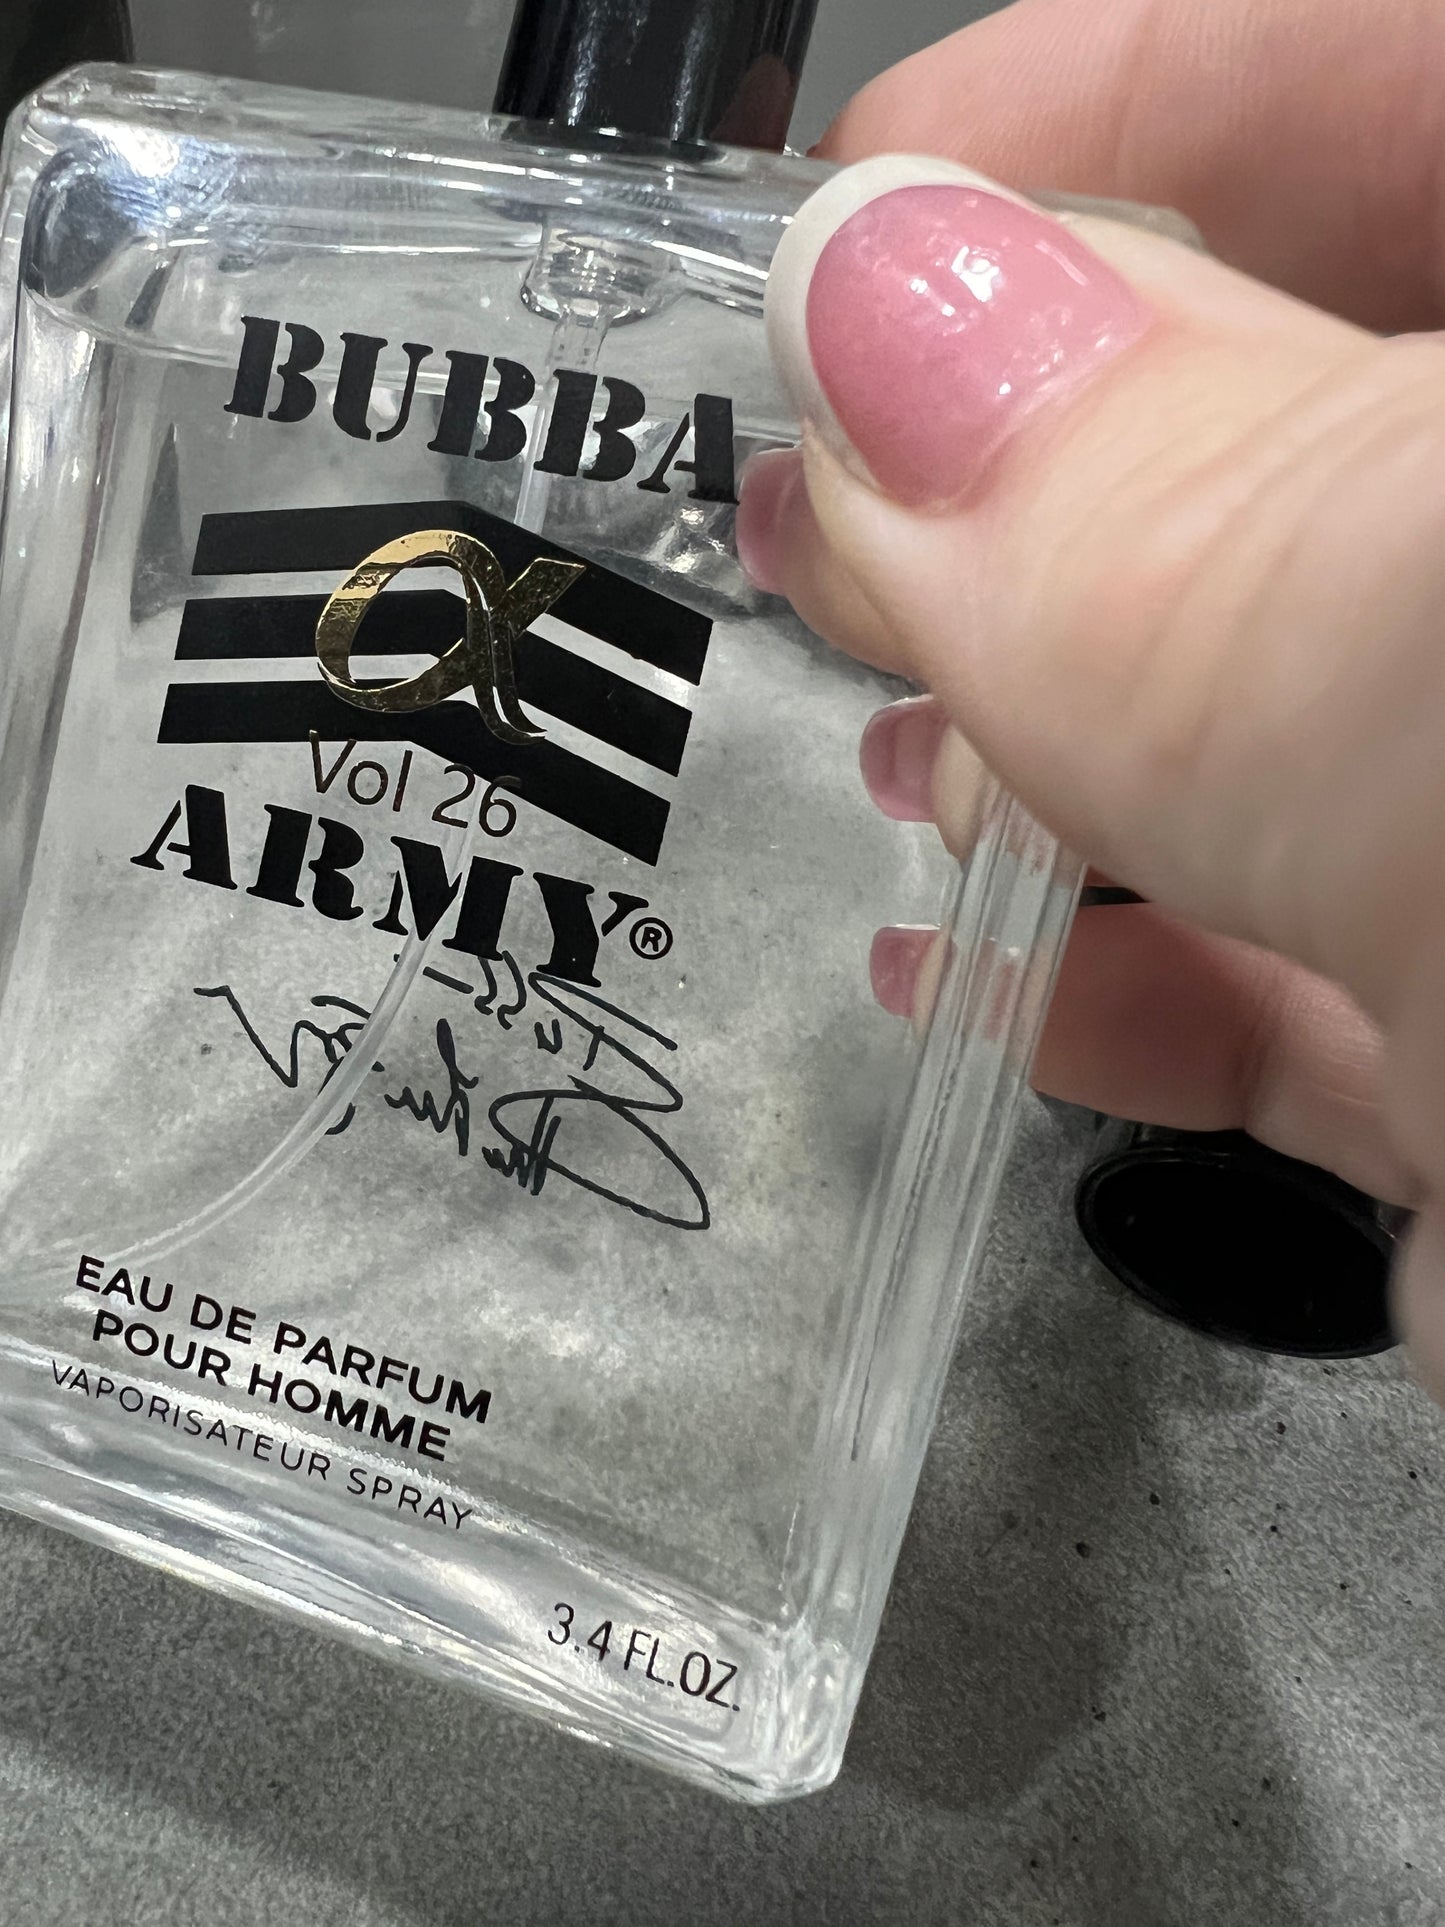 BUBBA
α
Vol 26
ARMY®
EAU DE PARFUM
POUR HOMME
VAPORISATEUR SPRAY
3.4 FL.OZ.